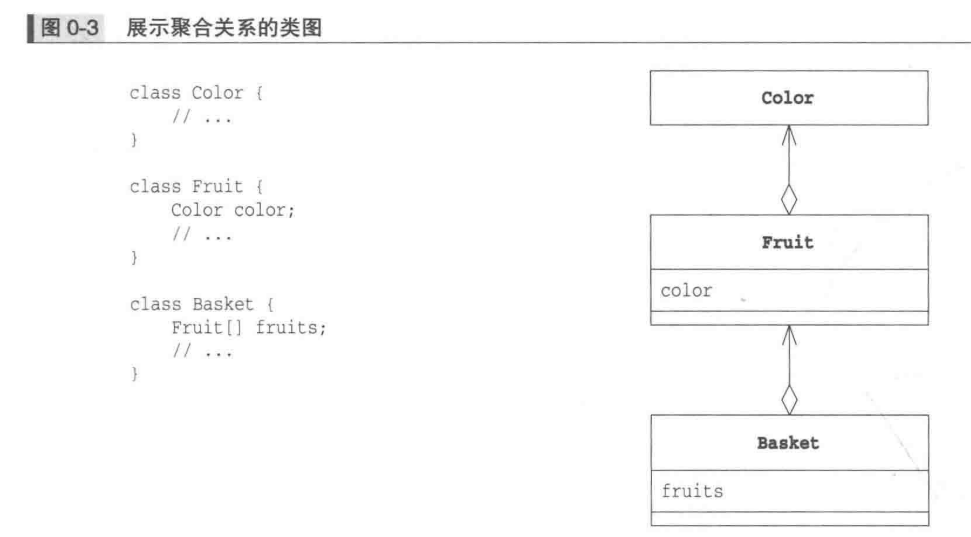 图 0-3 展示聚合关系的类图
class Color {
// ...
}
class Fruit {
Color color;
// ...
}
class Basket {
Fruit[] fruits;
// ...
}
Color
Fruit
color
Basket
fruits